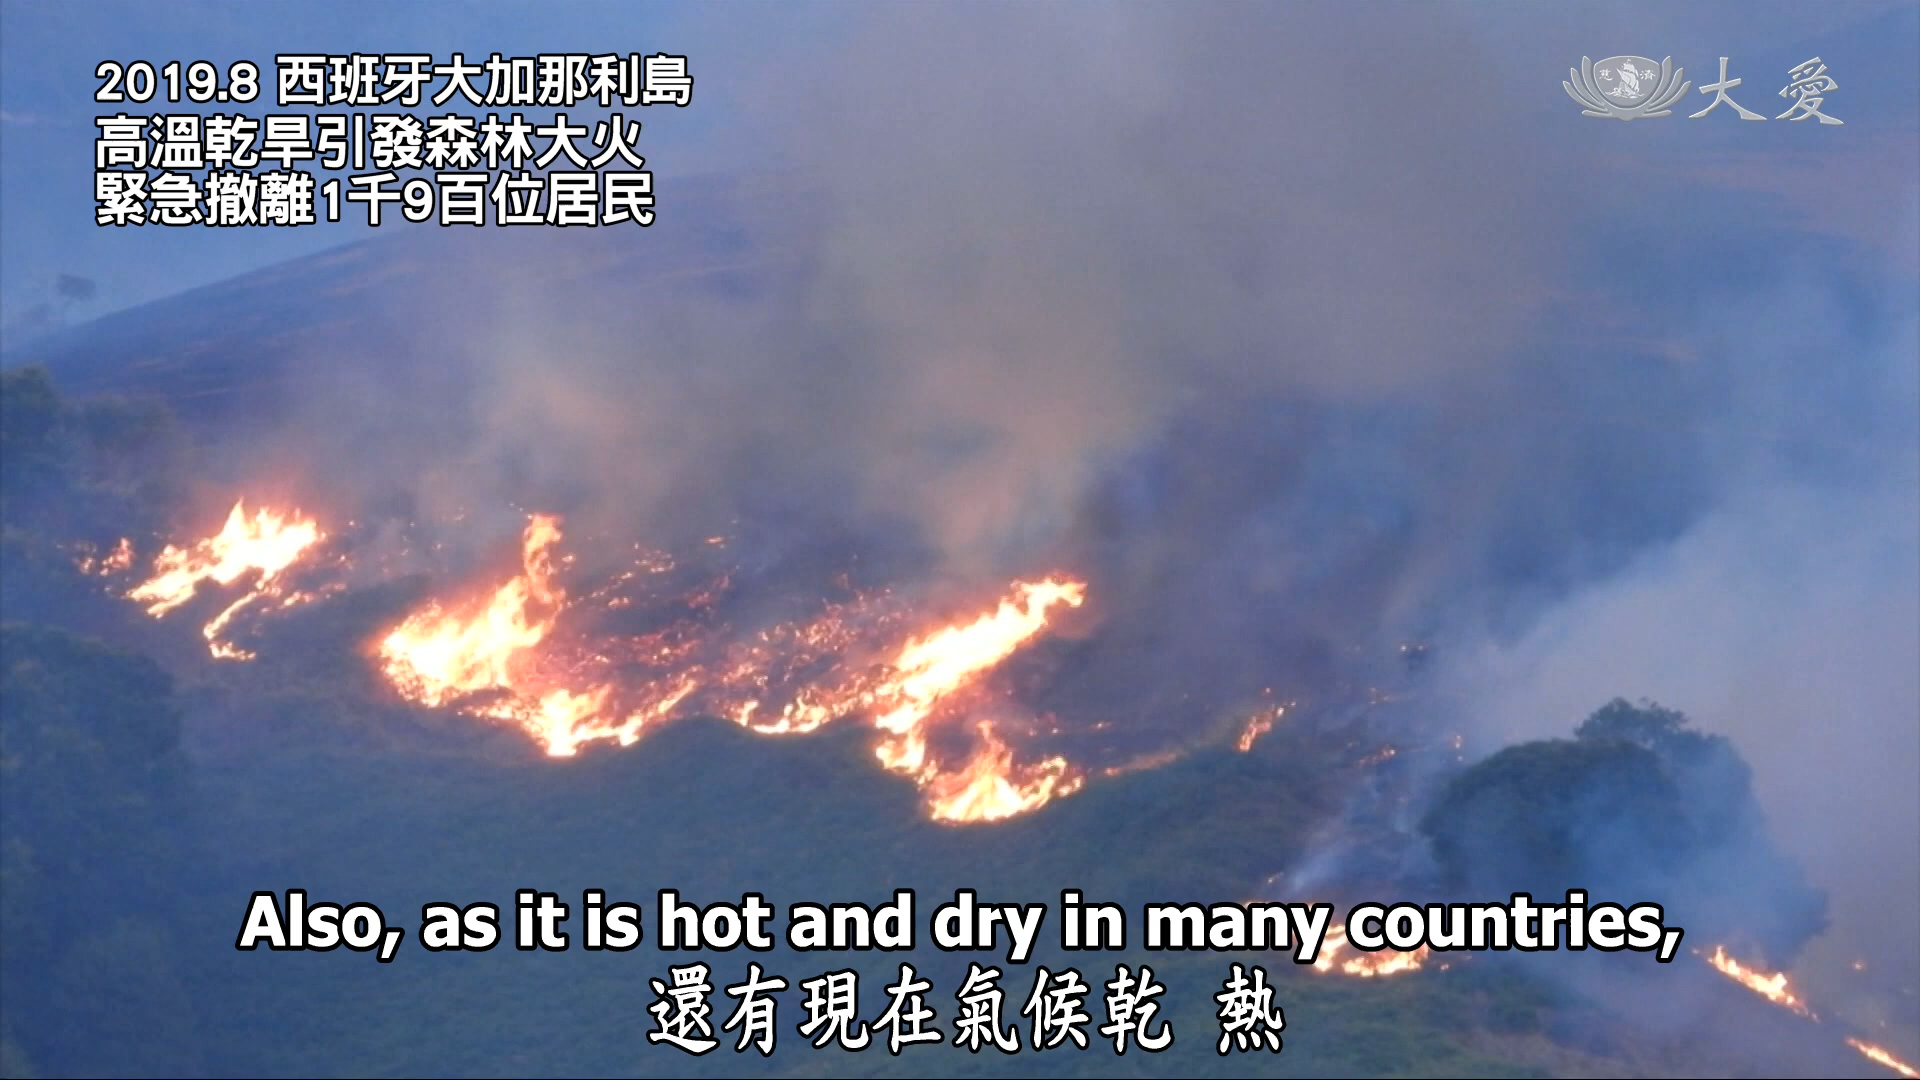 2019.8 西班牙大加那利島
高溫乾旱引發森林大火
緊急撤離1千9百位居民
慈濟 大愛
Also, as it is hot and dry in many countries,
還有現在氣候乾 熱